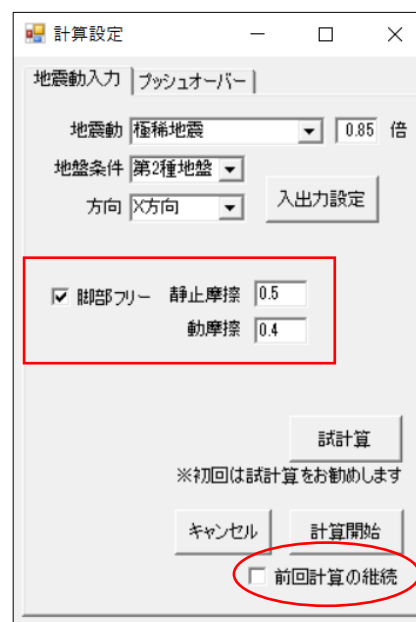 計算設定
地震動入力 プッシュオーバー
地震動 極稀地震 0.85 倍
地盤条件 第2種地盤
方向 X方向 入出力設定
脚部フリー 静止摩擦 0.5
動摩擦 0.4
試計算
※初回は試計算をお勧めします
キャンセル 計算開始
前回計算の継続